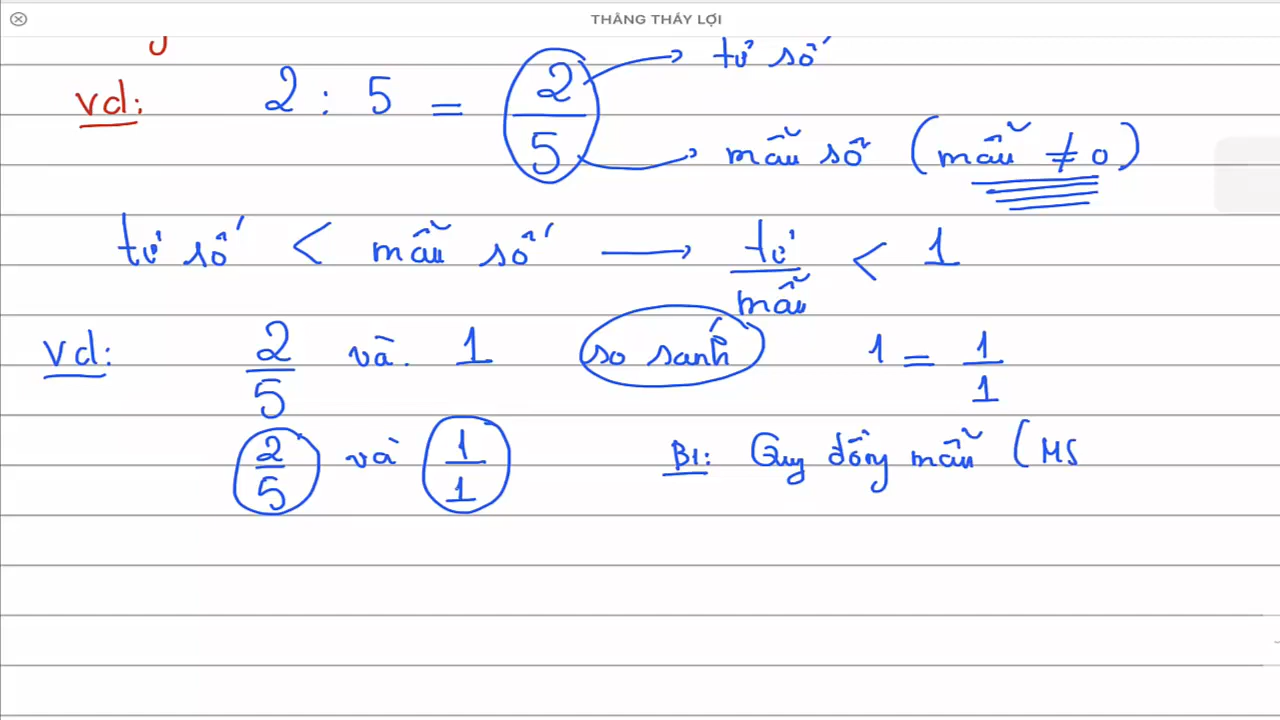 THẮNG THẦY LỢI
tử số
vd: 2 : 5 = 2/5
mẫu số (mẫu ≠ 0)
tử số < mẫu số → tử/mẫu < 1
Vd: 2/5 và 1 so sánh 1 = 1/1
2/5 và 1/1 B1: Quy đồng mẫu (MS